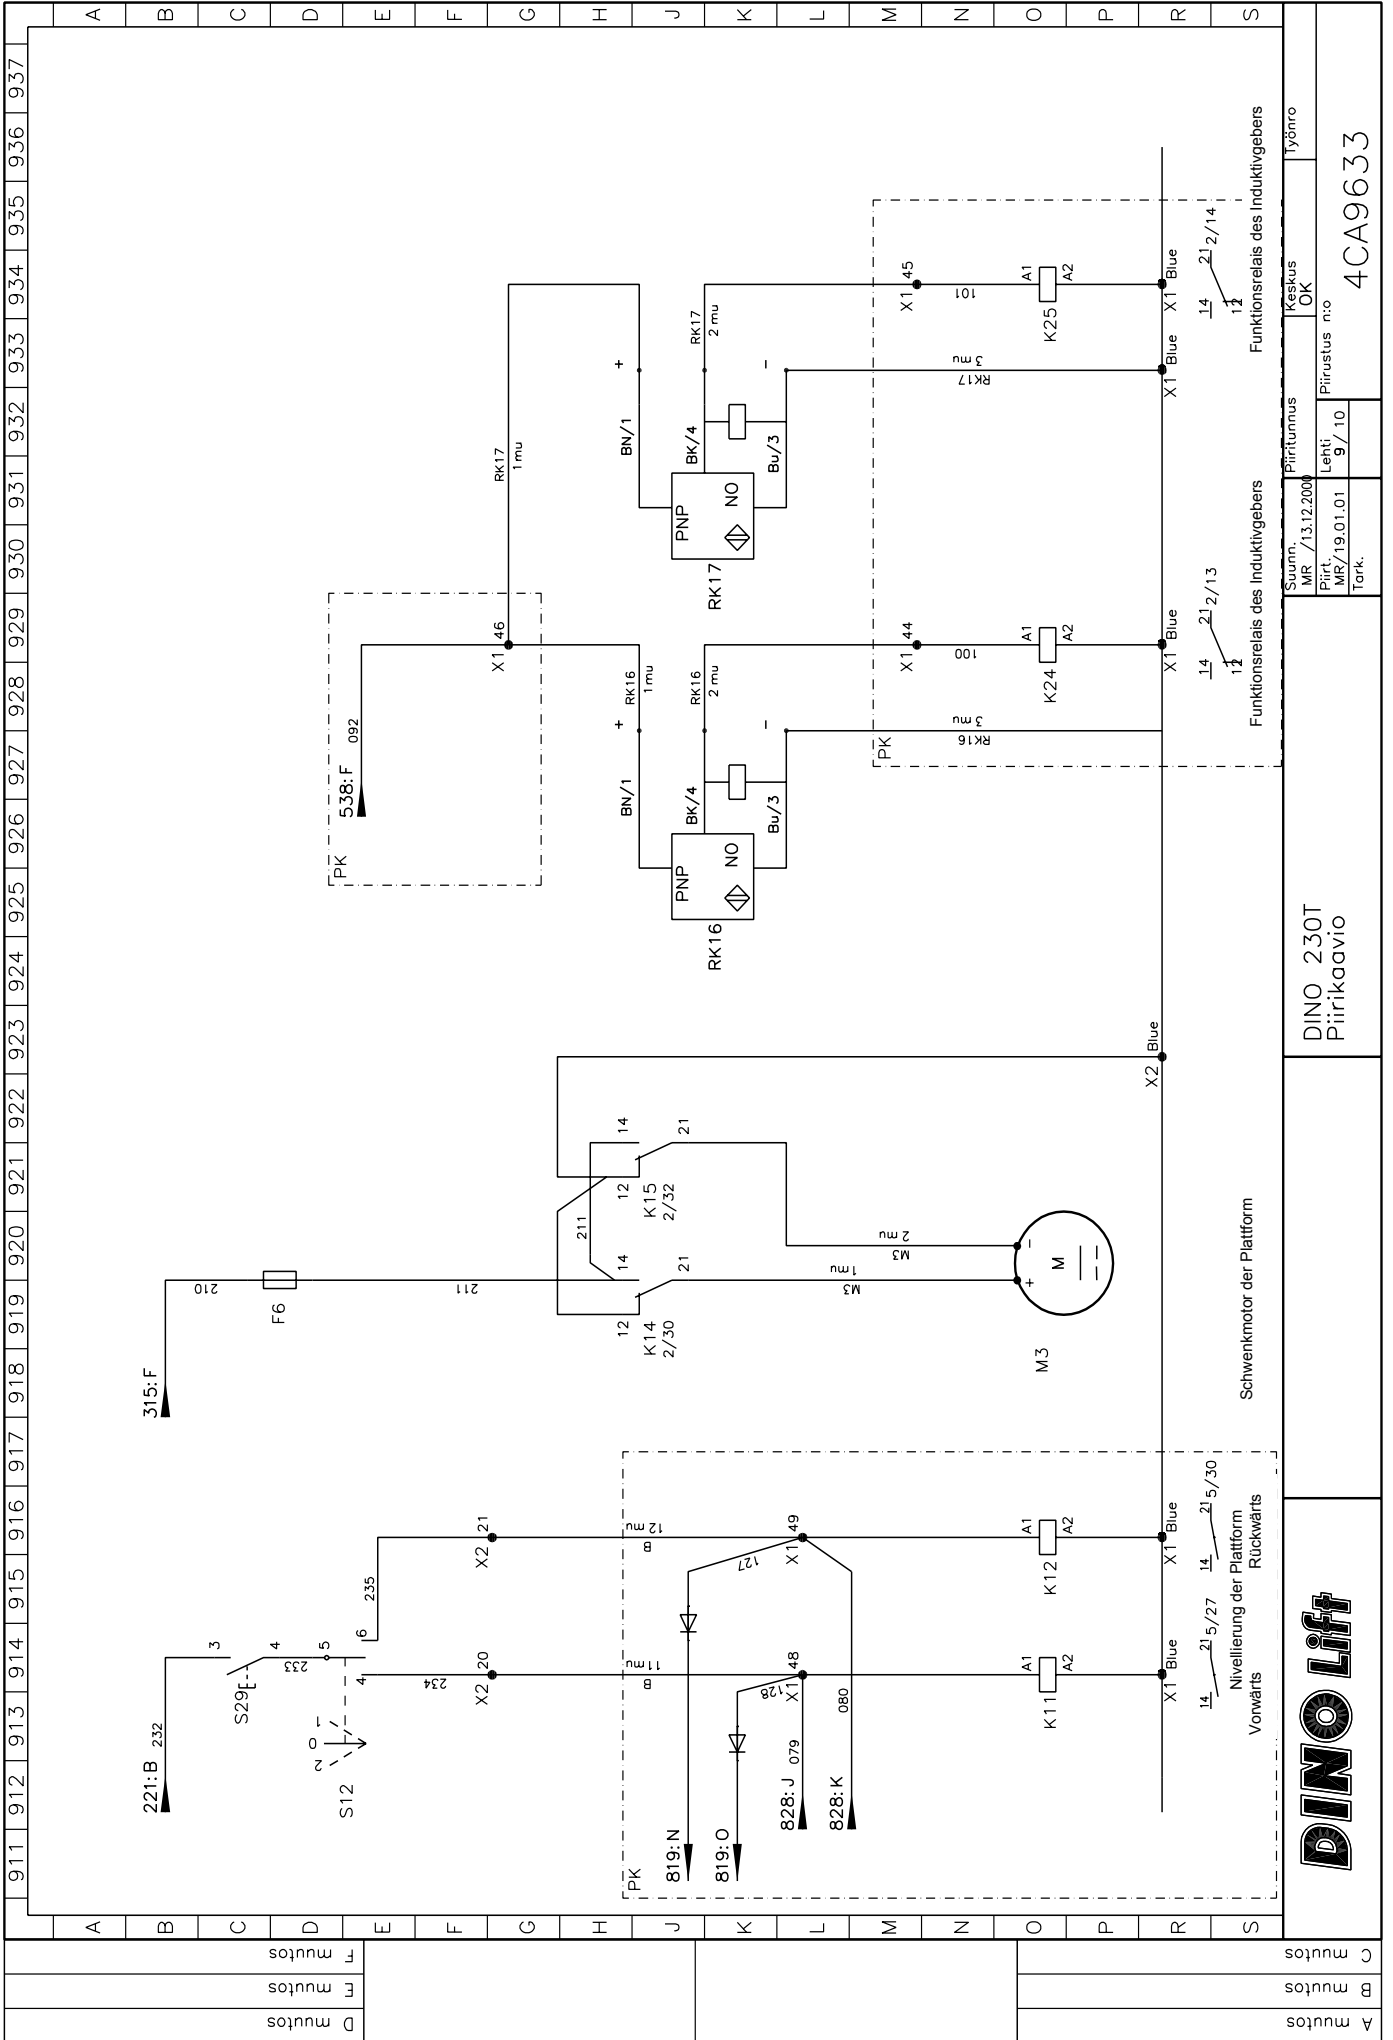 911 912 913 914 915 916 917 918 919 920 921 922 923 924 925 926 927 928 929 930 931 932 933 934 935 936 937
A B C D E F G H J K L M N O P R S
A B C D E F G H J K L M N O P R S
221:B
232
S29
3
4
233
5
S12
2 0 1
4
6
234
235
X2 20
X2 21
PK
819:N
819:O
828:J
828:K
B
11mu
B
12mu
127
128
079
080
X1 48
X1 49
K11
A1
A2
K12
A1
A2
X1 Blue
X1 Blue
14 21 5/27
14 21 5/30
Nivellierung der Plattform
Vorwärts
Rückwärts
315:F
210
F6
211
211
12
14
K14
2/30
21
12
14
K15
2/32
21
M3
1mu
M3
2mu
+
-
M
M3
Schwenkmotor der Plattform
X2 Blue
PK
538:F
092
X1 46
RK17
1mu
RK16
1mu
BN/1
+
PNP
NO
RK16
BK/4
RK16
2mu
Bu/3
-
BN/1
+
PNP
NO
RK17
BK/4
RK17
2mu
Bu/3
-
PK
RK16
3mu
X1 44
100
K24
A1
A2
X1 Blue
14
12
21 2/13
Funktionsrelais des Induktivgebers
RK17
3mu
X1 Blue
X1 45
101
K25
A1
A2
X1 Blue
14
12
21 2/14
Funktionsrelais des Induktivgebers
DINO Lift
DINO 230T
Piirikaavio
Suunn.
MR /13.12.2000
Piirt.
MR/19.01.01
Tark.
Piiritunnus
Lehti
9/ 10
Keskus
OK
Työnro
Piirustus n:o
4CA9633
A muutos
B muutos
C muutos
D muutos
E muutos
F muutos